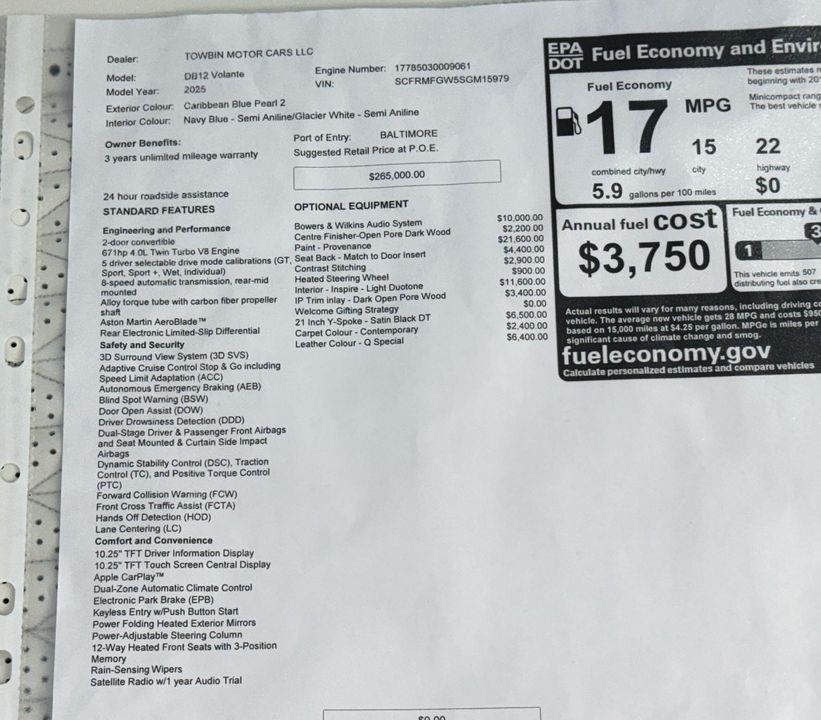 Dealer: TOWBIN MOTOR CARS LLC
Model: DB12 Volante
Engine Number: 17785030009061
Model Year: 2025
VIN: SCFRMFGW5SGM15979
Exterior Colour: Caribbean Blue Pearl 2
Interior Colour: Navy Blue - Semi Aniline/Glacier White - Semi Aniline
Owner Benefits:
3 years unlimited mileage warranty
24 hour roadside assistance
Port of Entry: BALTIMORE
Suggested Retail Price at P.O.E.
$265,000.00
STANDARD FEATURES
Engineering and Performance
2-door convertible
671hp 4.0L Twin Turbo V8 Engine
5 driver selectable drive mode calibrations (GT,
Sport, Sport +, Wet, Individual)
8-speed automatic transmission, rear-mid
mounted
Alloy torque tube with carbon fiber propeller
shaft
Aston Martin AeroBlade™
Rear Electronic Limited-Slip Differential
Safety and Security
3D Surround View System (3D SVS)
Adaptive Cruise Control Stop & Go including
Speed Limit Adaptation (ACC)
Autonomous Emergency Braking (AEB)
Blind Spot Warning (BSW)
Door Open Assist (DOW)
Driver Drowsiness Detection (DDD)
Dual-Stage Driver & Passenger Front Airbags
and Seat Mounted & Curtain Side Impact
Airbags
Dynamic Stability Control (DSC), Traction
Control (TC), and Positive Torque Control
(PTC)
Forward Collision Warning (FCW)
Front Cross Traffic Assist (FCTA)
Hands Off Detection (HOD)
Lane Centering (LC)
Comfort and Convenience
10.25" TFT Driver Information Display
10.25" TFT Touch Screen Central Display
Apple CarPlay™
Dual-Zone Automatic Climate Control
Electronic Park Brake (EPB)
Keyless Entry w/Push Button Start
Power Folding Heated Exterior Mirrors
Power-Adjustable Steering Column
12-Way Heated Front Seats with 3-Position
Memory
Rain-Sensing Wipers
Satellite Radio w/1 year Audio Trial
OPTIONAL EQUIPMENT
Bowers & Wilkins Audio System $10,000.00
Centre Finisher-Open Pore Dark Wood $2,200.00
Paint - Provenance $21,600.00
Seat Back - Match to Door Insert $4,400.00
Contrast Stitching $2,900.00
Heated Steering Wheel $900.00
Interior - Inspire - Light Duotone $11,600.00
IP Trim inlay - Dark Open Pore Wood $3,400.00
Welcome Gifting Strategy $0.00
21 Inch Y-Spoke - Satin Black DT $6,500.00
Carpet Colour - Contemporary $2,400.00
Leather Colour - Q Special $6,400.00
$0.00
EPA
DOT
Fuel Economy and Envir
Fuel Economy
These estimates
beginning with 20
17 MPG
Minicompact rang
The best vehicle
15 22
combined city/hwy city highway
5.9 gallons per 100 miles
$0
Annual fuel cost
$3,750
Fuel Economy &
1
3
This vehicle emits 507
distributing fuel also cre
Actual results will vary for many reasons, including driving co
vehicle. The average new vehicle gets 28 MPG and costs $950
based on 15,000 miles at $4.25 per gallon. MPGe is miles per
significant cause of climate change and smog.
fueleconomy.gov
Calculate personalized estimates and compare vehicles